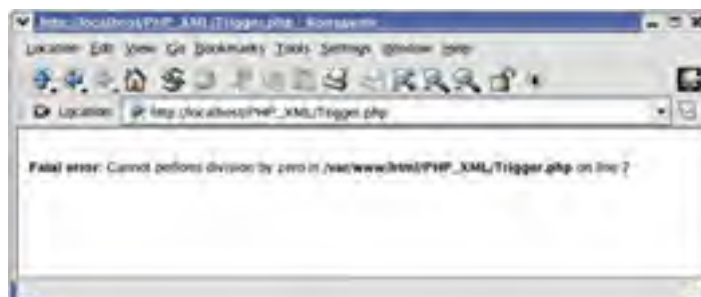 http://localhost/PHP_XML/Trigger.php - Konqueror
Location Edit View Go Bookmarks Tools Settings Window Help
Location: http://localhost/PHP_XML/Trigger.php
Fatal error: Cannot perform division by zero in /var/www/html/PHP_XML/Trigger.php on line 7